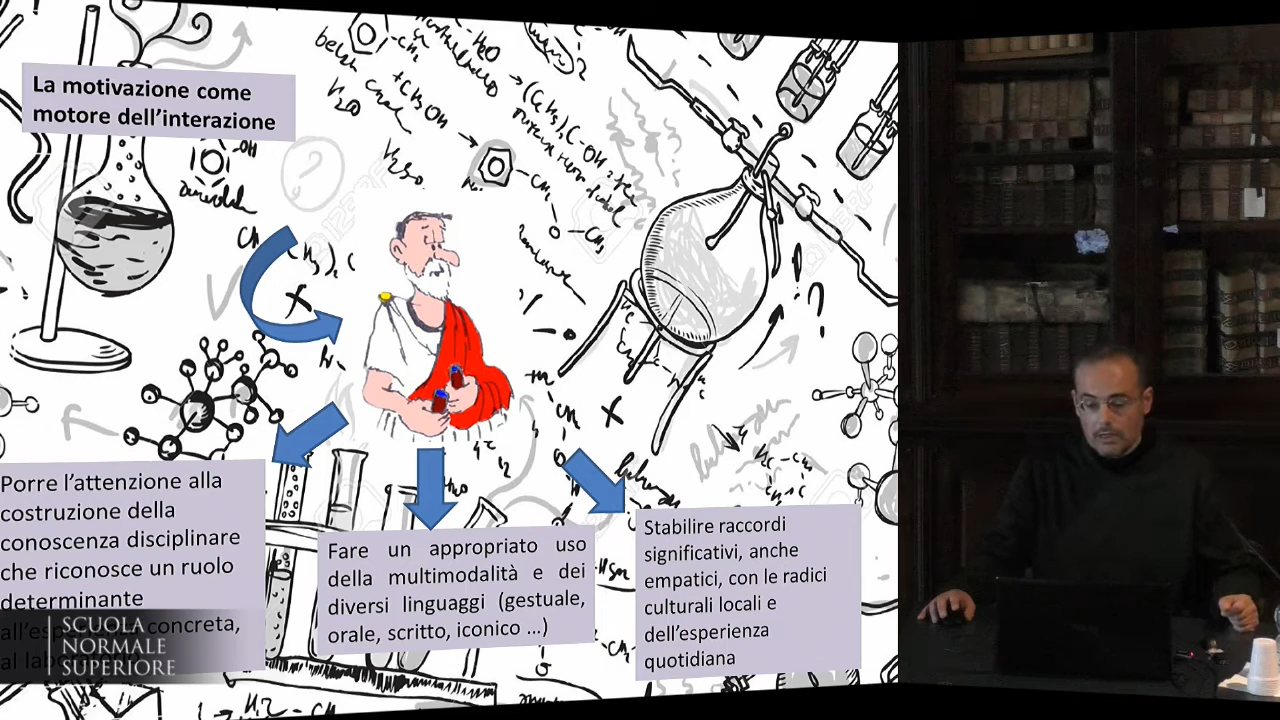 La motivazione come
motore dell'interazione
Porre l'attenzione alla
costruzione della
conoscenza disciplinare
che riconosce un ruolo
determinante
all'esperienza concreta,
al laboratorio
Fare un appropriato uso
della multimodalità e dei
diversi linguaggi (gestuale,
orale, scritto, iconico ...)
Stabilire raccordi
significativi, anche
empatici, con le radici
culturali locali e
dell'esperienza
quotidiana
SCUOLA
NORMALE
SUPERIORE